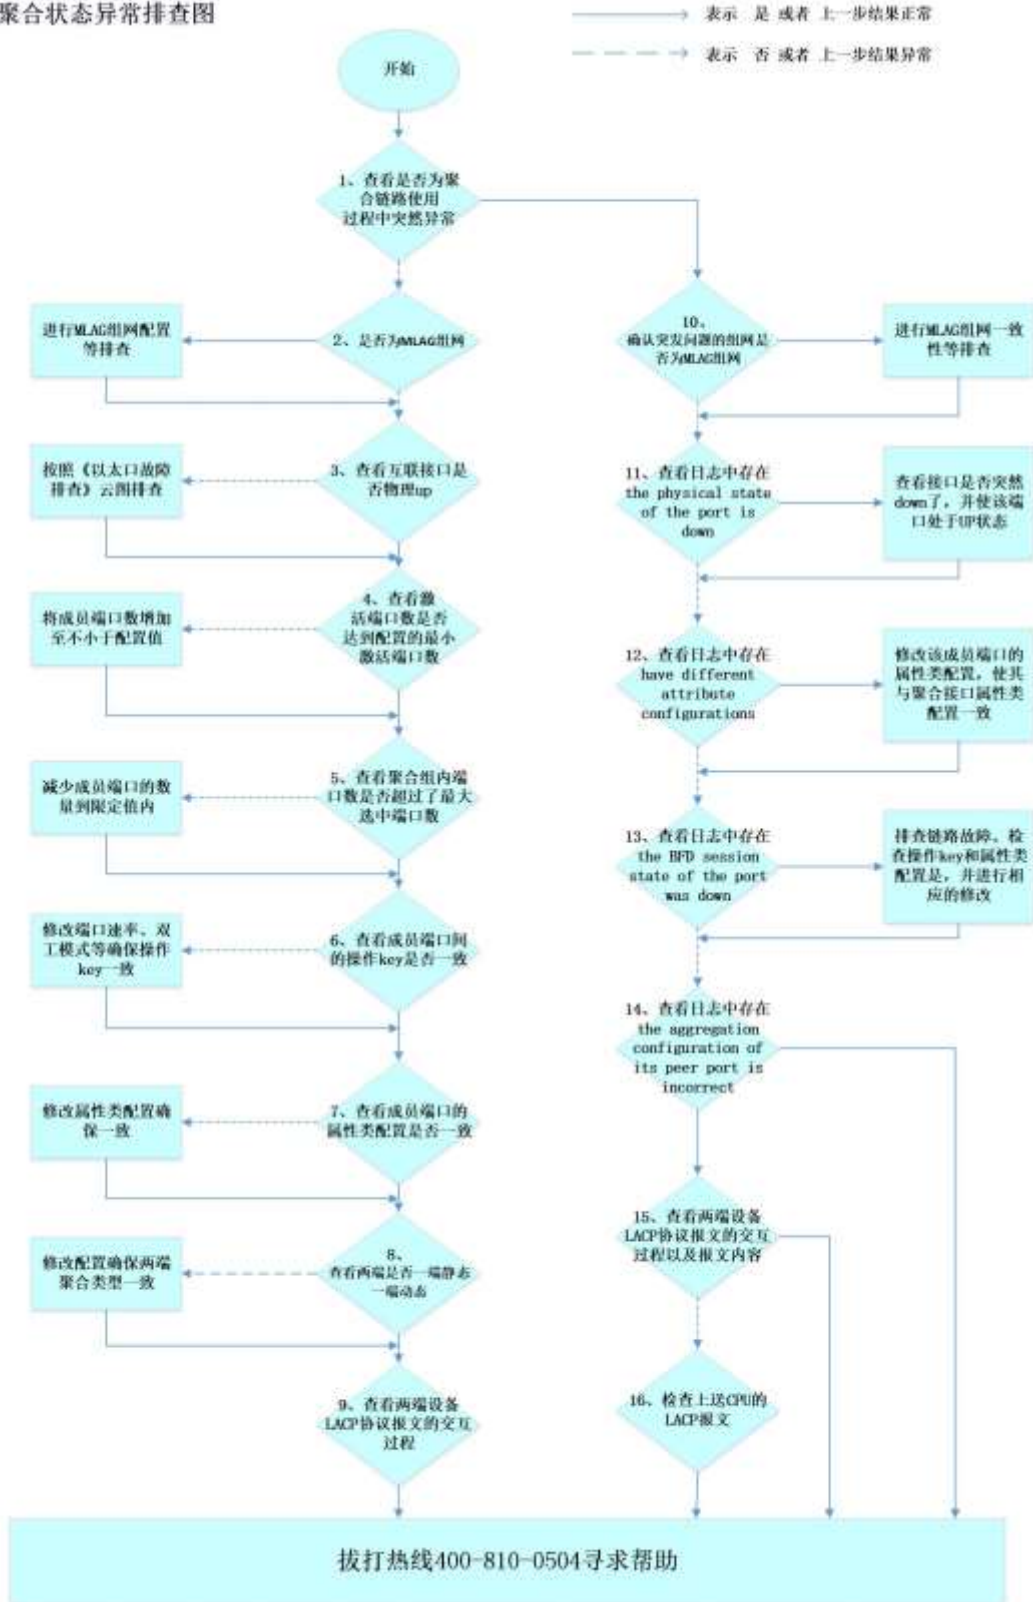 聚合状态异常排查图
表示 是 或者 上一步结果正常
表示 否 或者 上一步结果异常
开始
1、查看是否为聚
合链路使用
过程中突然异常
进行MLAG组网配置
等排查
2、是否为MLAG组网
10、
确认突发问题的组网是
否为MLAG组网
进行MLAG组网一致
性等排查
按照《以太口故障
排查》云图排查
3、查看互联接口是
否物理up
11、查看日志中存在
the physical state
of the port is
down
查看接口是否突然
down了，并使该端
口处于UP状态
将成员端口数增加
至不小于配置值
4、查看激
活端口数是否
达到配置的最小
激活端口数
12、查看日志中存在
have different
attribute
configurations
修改该成员端口的
属性类配置，使其
与聚合接口属性类
配置一致
减少成员端口的数
量到限定值内
5、查看聚合组内端
口数是否超过了最大
选中端口数
13、查看日志中存在
the BFD session
state of the port
was down
排查链路故障、检
查操作key和属性类
配置是，并进行相
应的修改
修改端口速率、双
工模式等确保操作
key一致
6、查看成员端口间
的操作key是否一致
14、查看日志中存在
the aggregation
configuration of
its peer port is
incorrect
修改属性类配置确
保一致
7、查看成员端口的
属性类配置是否一致
15、查看两端设备
LACP协议报文的交互
过程以及报文内容
修改配置确保两端
聚合类型一致
8、
查看两端是否一端静态
一端动态
9、查看两端设备
LACP协议报文的交互
过程
16、检查上送CPU的
LACP报文
拔打热线400-810-0504寻求帮助